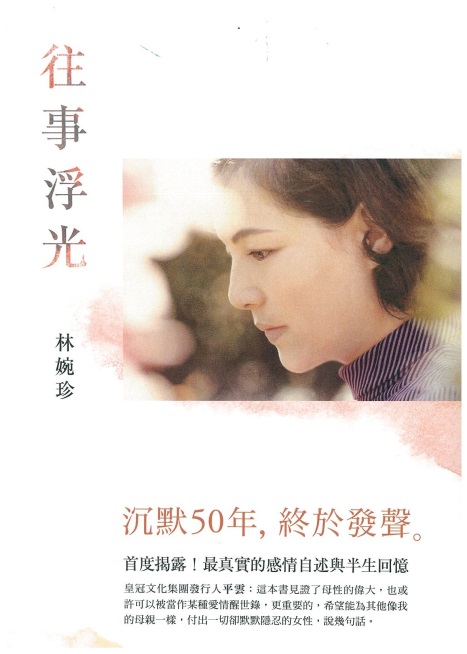 往事浮光
林婉珍
沉默50年, 終於發聲。
首度揭露！最真實的感情自述與半生回憶
皇冠文化集團發行人平雲：這本書見證了母性的偉大，也或
許可以被當作某種愛情醒世錄，更重要的，希望能為其他像我
的母親一樣，付出一切卻默默隱忍的女性，說幾句話。